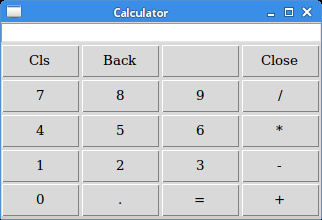 Calculator
Cls Back Close
7 8 9 /
4 5 6 *
1 2 3 -
0 . = +